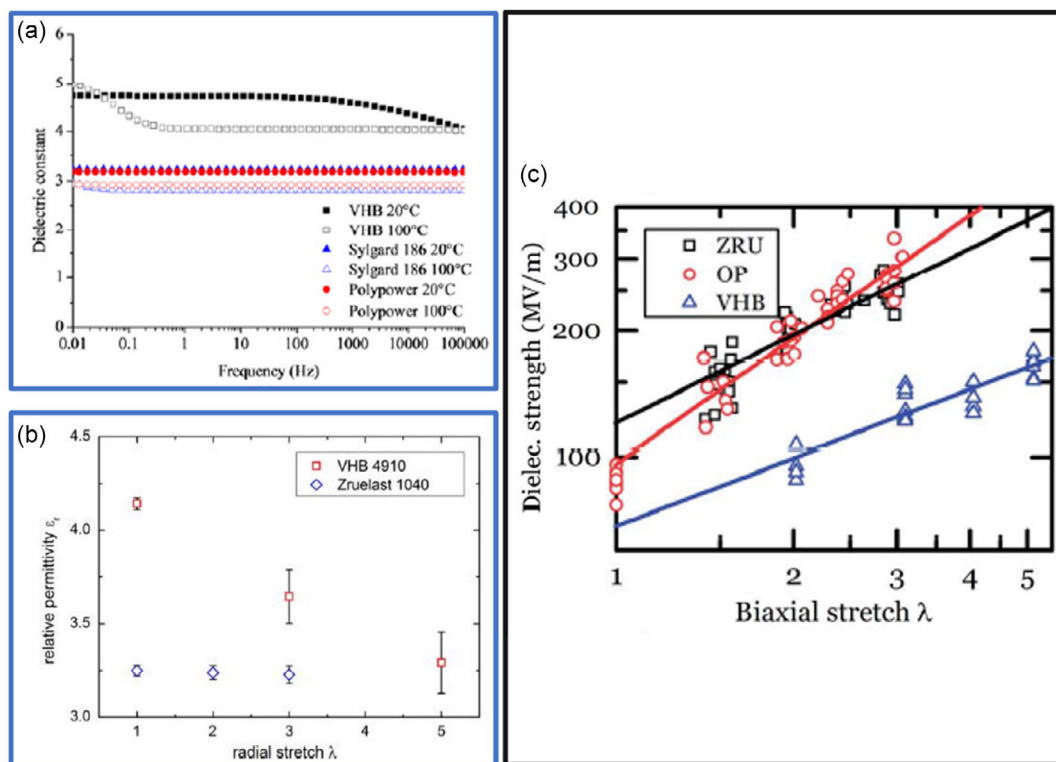 (a)
Dielectric constant
6
5
4
3
2
1
0
VHB 20°C
VHB 100°C
Sylgard 186 20°C
Sylgard 186 100°C
Polypower 20°C
Polypower 100°C
0.01 0.1 1 10 100 1000 10000 100000
Frequency (Hz)
(b)
relative permittivity εr
4.5
4.0
3.5
3.0
VHB 4910
Zruelast 1040
1 2 3 4 5
radial stretch λ
(c)
Dielec. strength (MV/m)
400
300
200
100
ZRU
OP
VHB
1 2 3 4 5
Biaxial stretch λ